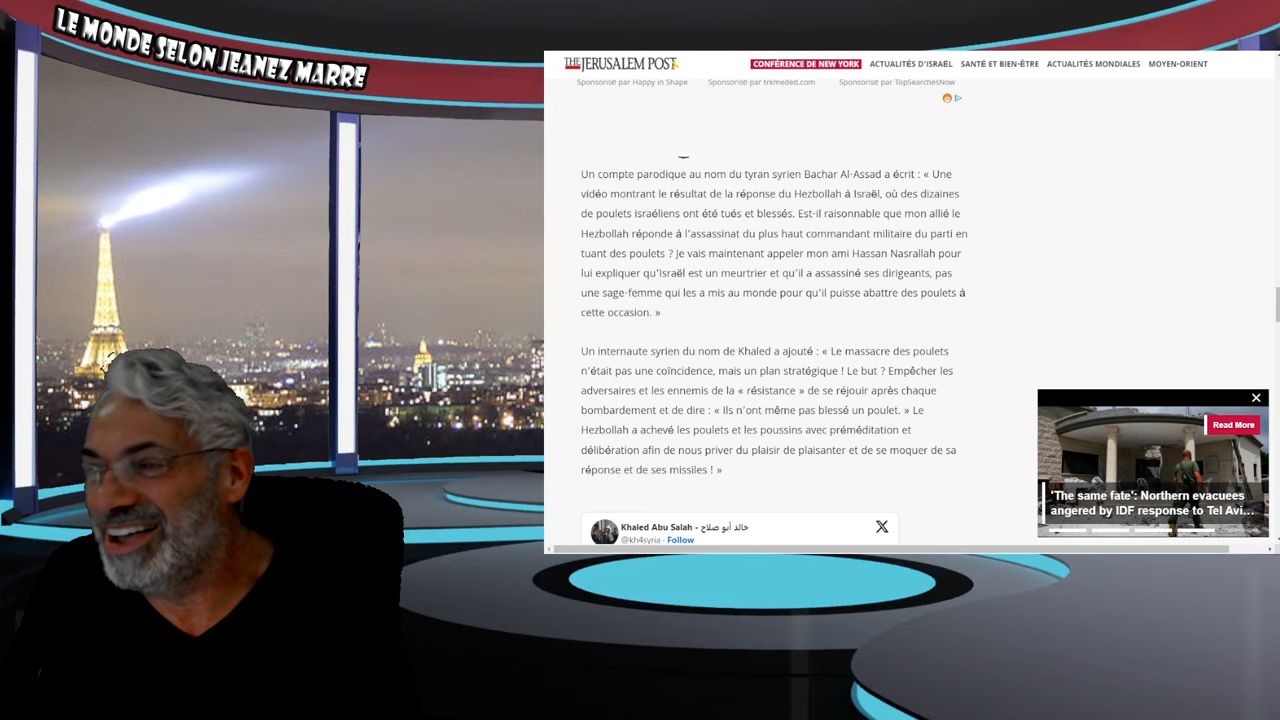 LE MONDE SELON JEANEZ MARRE
THE JERUSALEM POST
CONFÉRENCE DE NEW YORK
ACTUALITÉS D'ISRAËL
SANTÉ ET BIEN-ÊTRE
ACTUALITÉS MONDIALES
MOYEN-ORIENT
Sponsorisé par Happy in Shape
Sponsorisé par trkmeded.com
Sponsorisé par TopSearchesNow
Un compte parodique au nom du tyran syrien Bachar Al-Assad a écrit : « Une
vidéo montrant le résultat de la réponse du Hezbollah à Israël, où des dizaines
de poulets israéliens ont été tués et blessés. Est-il raisonnable que mon allié le
Hezbollah réponde à l'assassinat du plus haut commandant militaire du parti en
tuant des poulets ? Je vais maintenant appeler mon ami Hassan Nasrallah pour
lui expliquer qu'Israël est un meurtrier et qu'il a assassiné ses dirigeants, pas
une sage-femme qui les a mis au monde pour qu'il puisse abattre des poulets à
cette occasion. »
Un internaute syrien du nom de Khaled a ajouté : « Le massacre des poulets
n'était pas une coïncidence, mais un plan stratégique ! Le but ? Empêcher les
adversaires et les ennemis de la « résistance » de se réjouir après chaque
bombardement et de dire : « Ils n'ont même pas blessé un poulet. » Le
Hezbollah a achevé les poulets et les poussins avec préméditation et
délibération afin de nous priver du plaisir de plaisanter et de se moquer de sa
réponse et de ses missiles ! »
Khaled Abu Salah - خالد أبو صلاح
@kh4syria · Follow
Read More
'The same fate': Northern evacuees
angered by IDF response to Tel Avi...